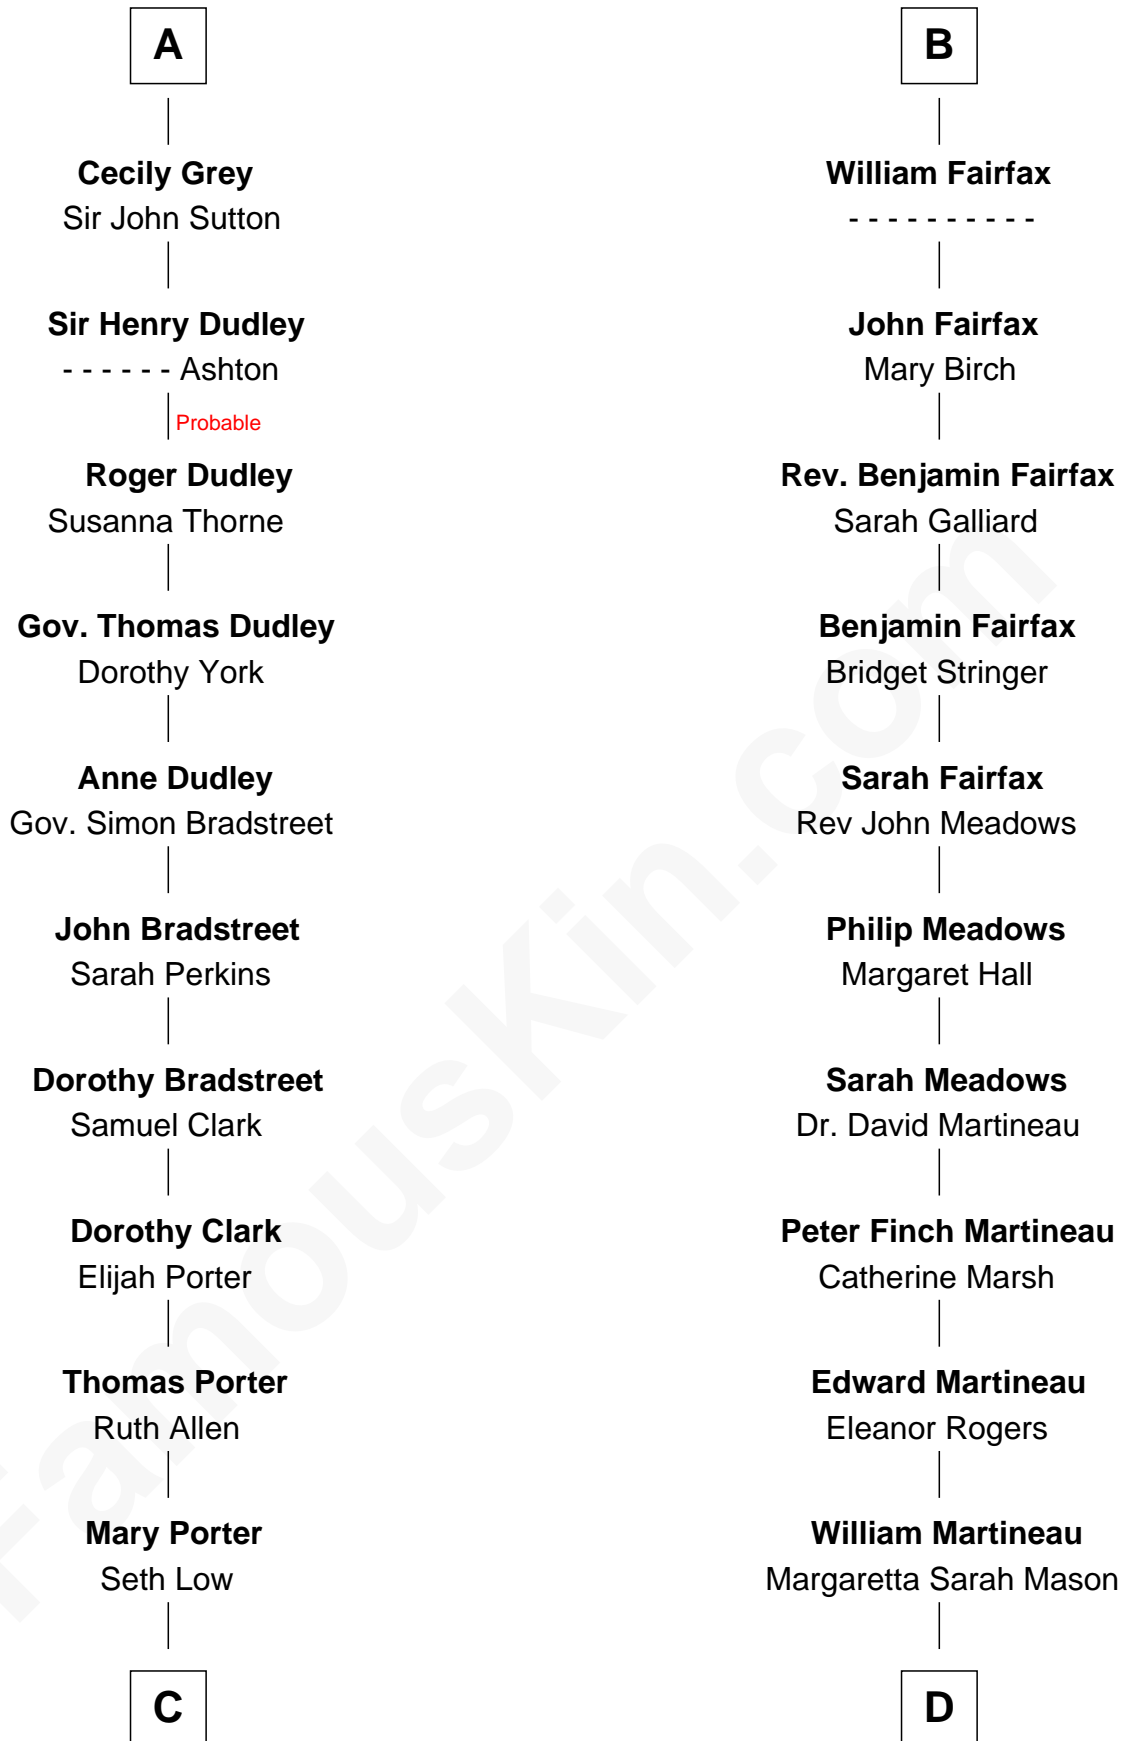 A
Cecily Grey
Sir John Sutton
Sir Henry Dudley
- - - - - - Ashton
Probable
Roger Dudley
Susanna Thorne
Gov. Thomas Dudley
Dorothy York
Anne Dudley
Gov. Simon Bradstreet
John Bradstreet
Sarah Perkins
Dorothy Bradstreet
Samuel Clark
Dorothy Clark
Elijah Porter
Thomas Porter
Ruth Allen
Mary Porter
Seth Low
C
B
William Fairfax
- - - - - - - - - -
John Fairfax
Mary Birch
Rev. Benjamin Fairfax
Sarah Galliard
Benjamin Fairfax
Bridget Stringer
Sarah Fairfax
Rev John Meadows
Philip Meadows
Margaret Hall
Sarah Meadows
Dr. David Martineau
Peter Finch Martineau
Catherine Marsh
Edward Martineau
Eleanor Rogers
William Martineau
Margaretta Sarah Mason
D
FamousKin.com